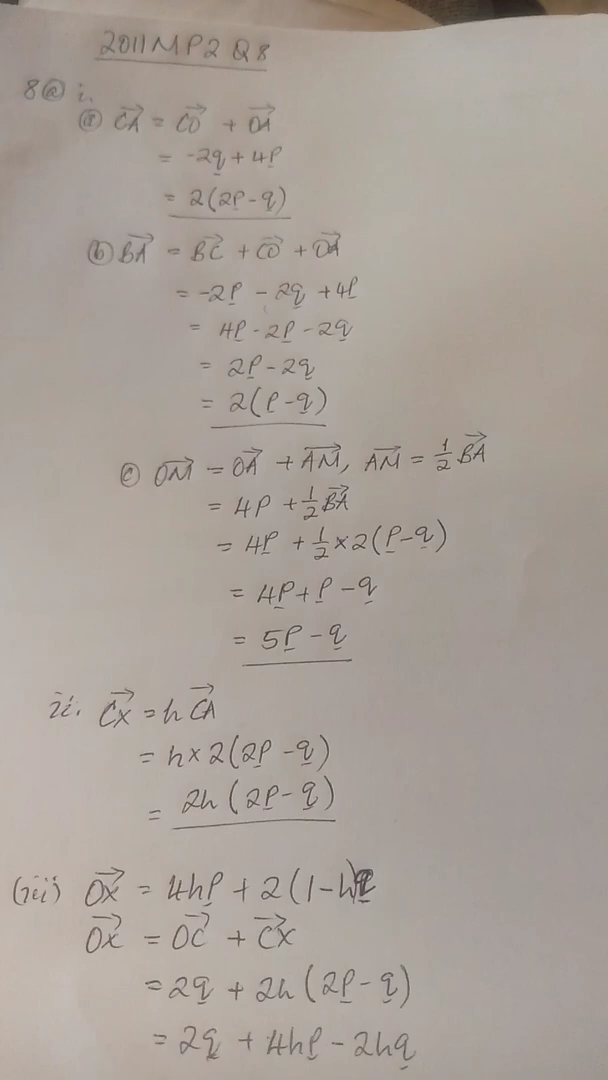 2011 MP2 Q8
8(a) i.
(a) CA→ = CO→ + OA→
= -2q + 4p
= 2(2p - q)
(b) BA→ = BC→ + CO→ + OA→
= -2p - 2q + 4p
= 4p - 2p - 2q
= 2p - 2q
= 2(p - q)
(c) OM→ = OA→ + AM→, AM→ = 1/2 BA→
= 4p + 1/2 BA→
= 4p + 1/2 × 2(p - q)
= 4p + p - q
= 5p - q
ii. CX→ = h CA→
= h × 2(2p - q)
= 2h(2p - q)
(iii) OX→ = 4hp + 2(1 - h)q
OX→ = OC→ + CX→
= 2q + 2h(2p - q)
= 2q + 4hp - 2hq